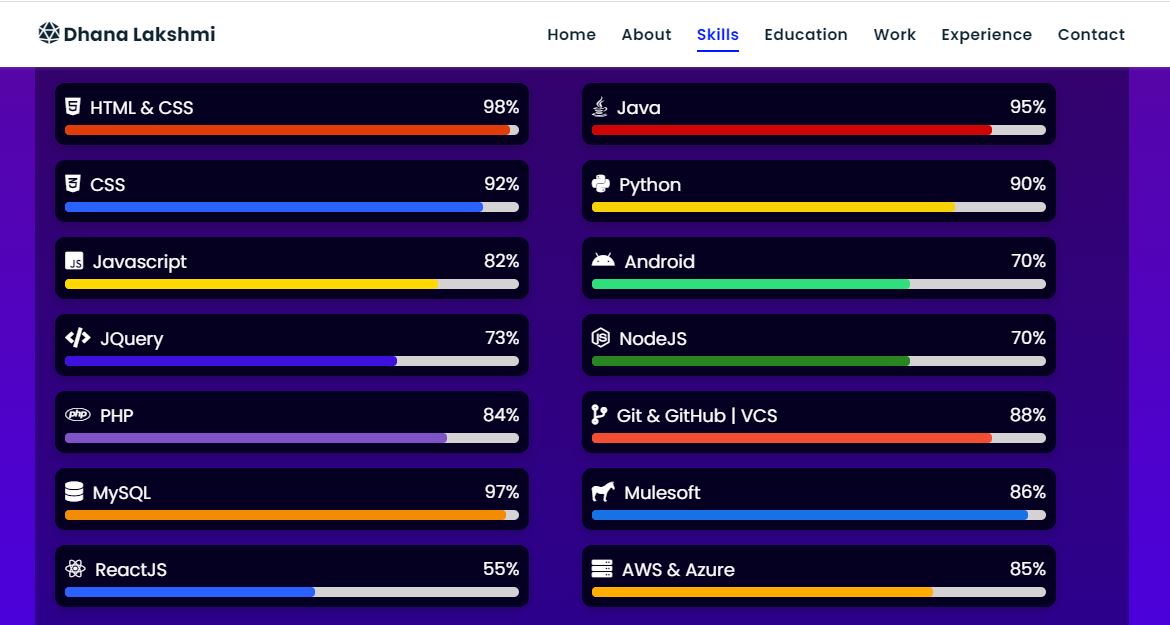 Dhana Lakshmi
Home About Skills Education Work Experience Contact
HTML & CSS 98%
CSS 92%
Javascript 82%
JS
JQuery 73%
PHP 84%
php
MySQL 97%
ReactJS 55%
Java 95%
Python 90%
Android 70%
NodeJS 70%
JS
Git & GitHub | VCS 88%
Mulesoft 86%
AWS & Azure 85%